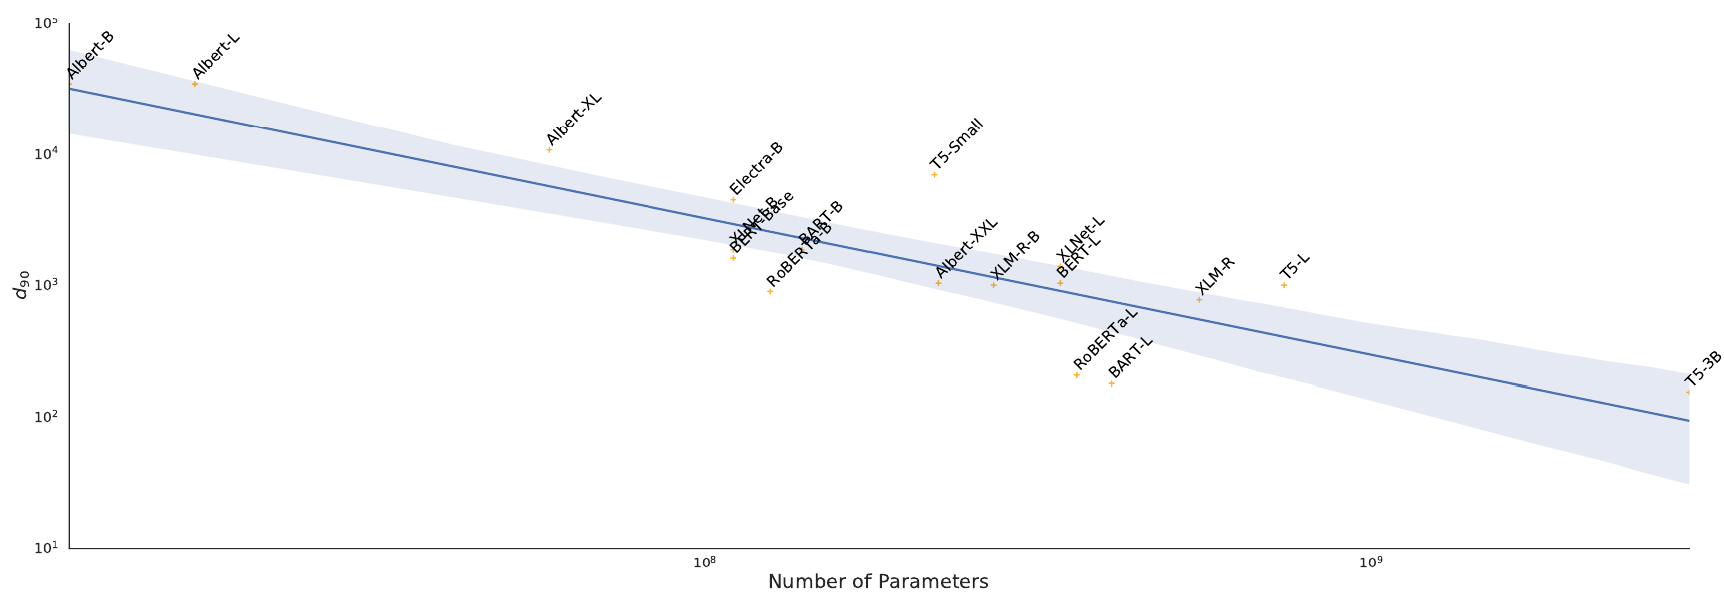 10⁵
Albert-B
Albert-L
Albert-XL
10⁴
T5-Small
Electra-B
XLNet-B
BERT-Base
BART-B
RoBERTa-B
Albert-XXL
XLM-R-B
XLNet-L
BERT-L
XLM-R
T5-L
d₉₀
10³
RoBERTa-L
BART-L
T5-3B
10²
10¹
10⁸
10⁹
Number of Parameters